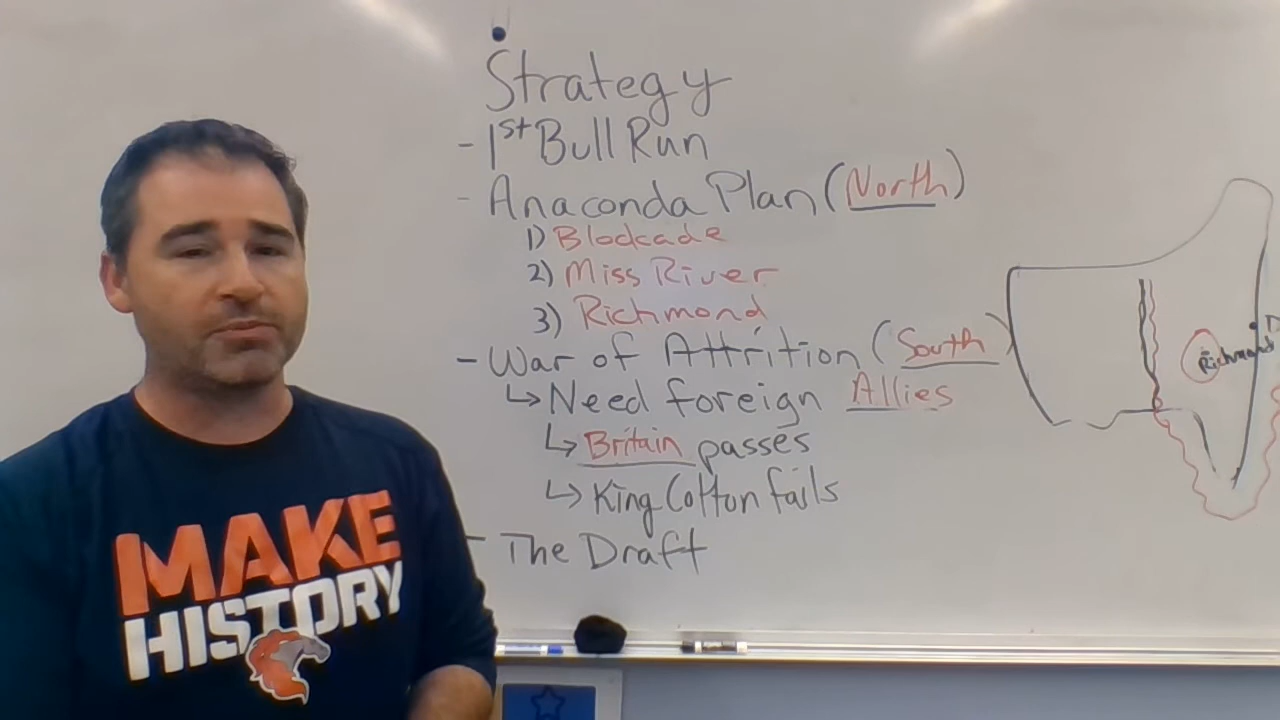 Strategy
- 1st Bull Run
- Anaconda Plan (North)
1) Blockade
2) Miss River
3) Richmond
- War of Attrition (South)
↳ Need foreign Allies
↳ Britain passes
↳ King Cotton fails
- The Draft
Richmond
MAKE
HISTORY